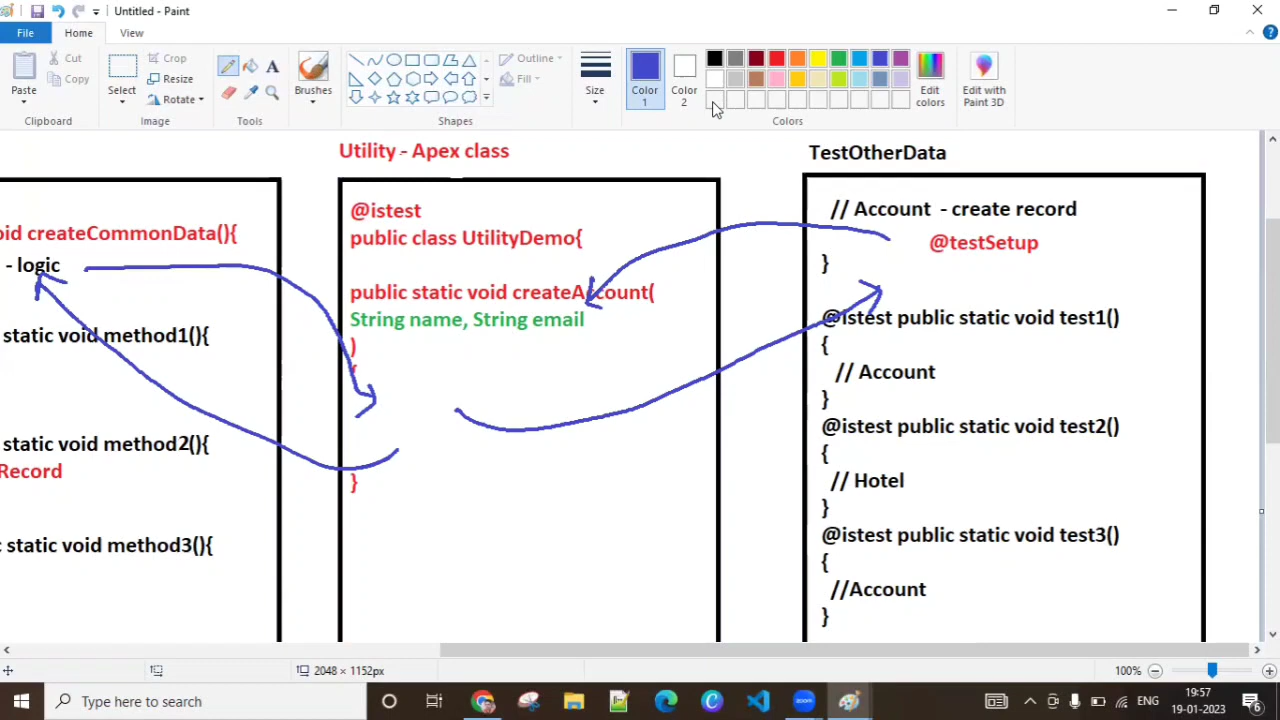 Untitled - Paint
File
Home
View
Paste
Cut
Copy
Clipboard
Select
Crop
Resize
Rotate
Image
Tools
Brushes
Outline
Fill
Shapes
Size
Color 1
Color 2
Edit colors
Edit with Paint 3D
Colors
Utility - Apex class
TestOtherData
oid createCommonData(){
- logic
static void method1(){
static void method2(){
Record
static void method3(){
@istest
public class UtilityDemo{
public static void createAccount(
String name, String email
)
{
}
// Account - create record
@testSetup
}
@istest public static void test1()
{
// Account
}
@istest public static void test2()
{
// Hotel
}
@istest public static void test3()
{
//Account
}
2048 × 1152px
100%
Type here to search
zoom
ENG
19:57
19-01-2023
6